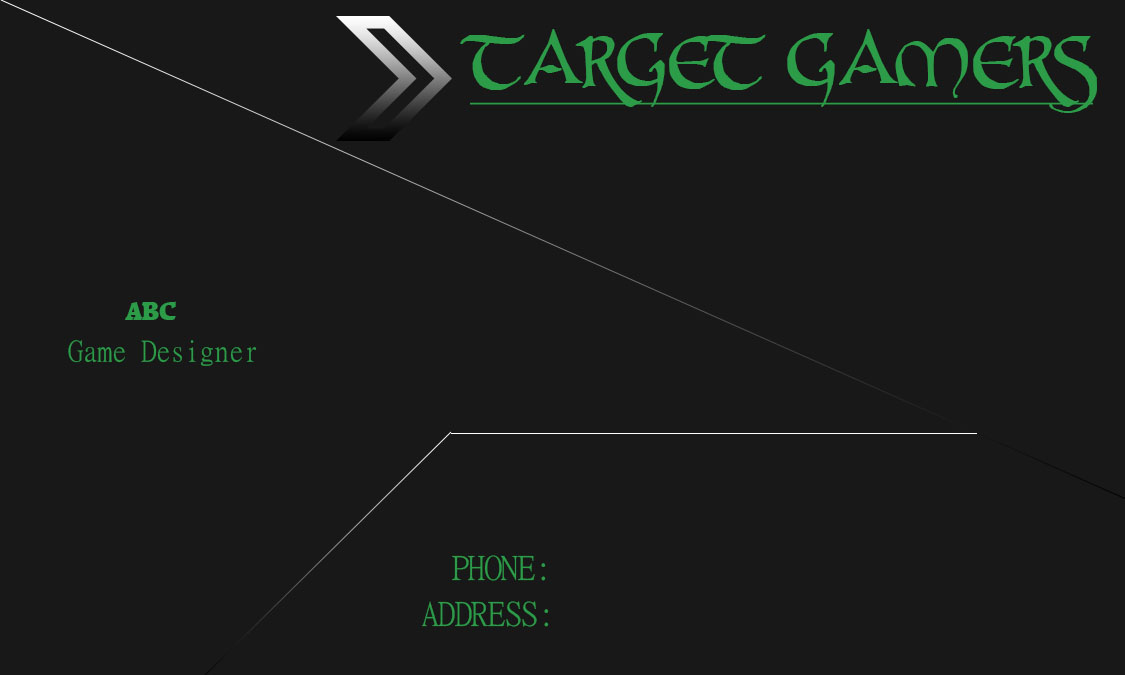 TARGET GAMERS
ABC
Game Designer
PHONE:
ADDRESS: